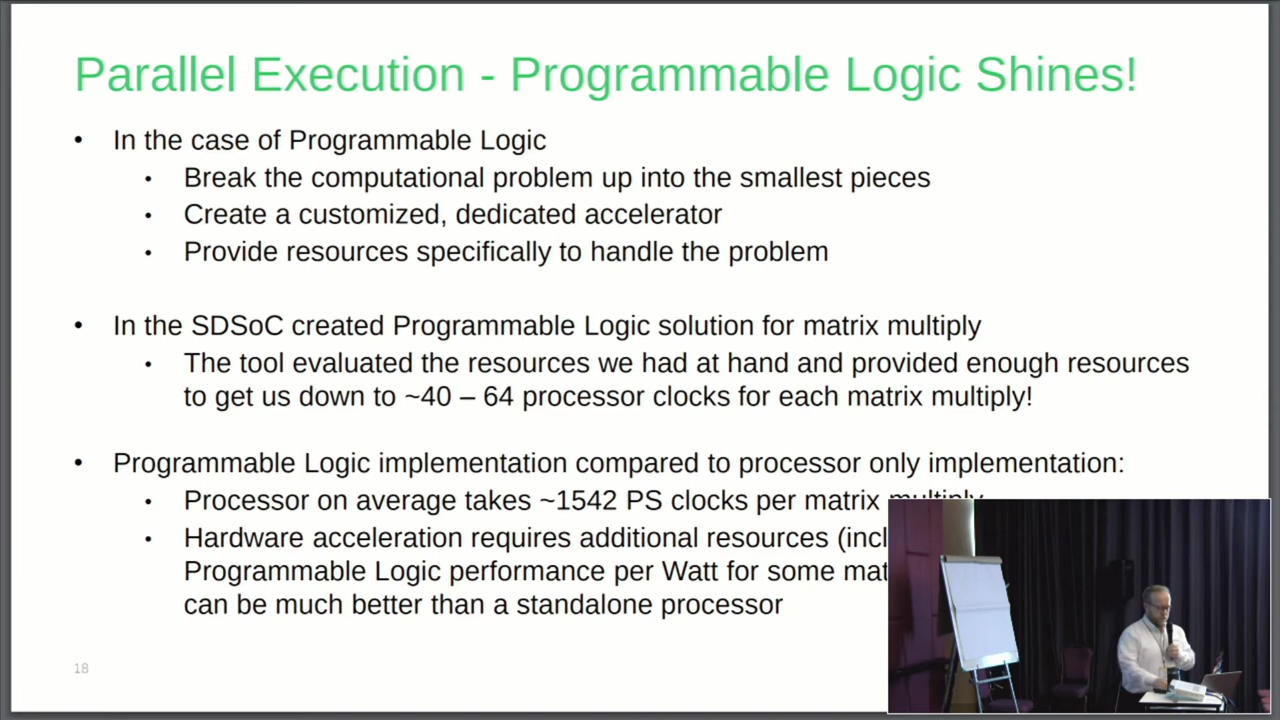 Parallel Execution - Programmable Logic Shines!
• In the case of Programmable Logic
• Break the computational problem up into the smallest pieces
• Create a customized, dedicated accelerator
• Provide resources specifically to handle the problem
• In the SDSoC created Programmable Logic solution for matrix multiply
• The tool evaluated the resources we had at hand and provided enough resources
to get us down to ~40 – 64 processor clocks for each matrix multiply!
• Programmable Logic implementation compared to processor only implementation:
• Processor on average takes ~1542 PS clocks per matrix multiply
• Hardware acceleration requires additional resources
Programmable Logic performance per Watt for some
can be much better than a standalone processor
18